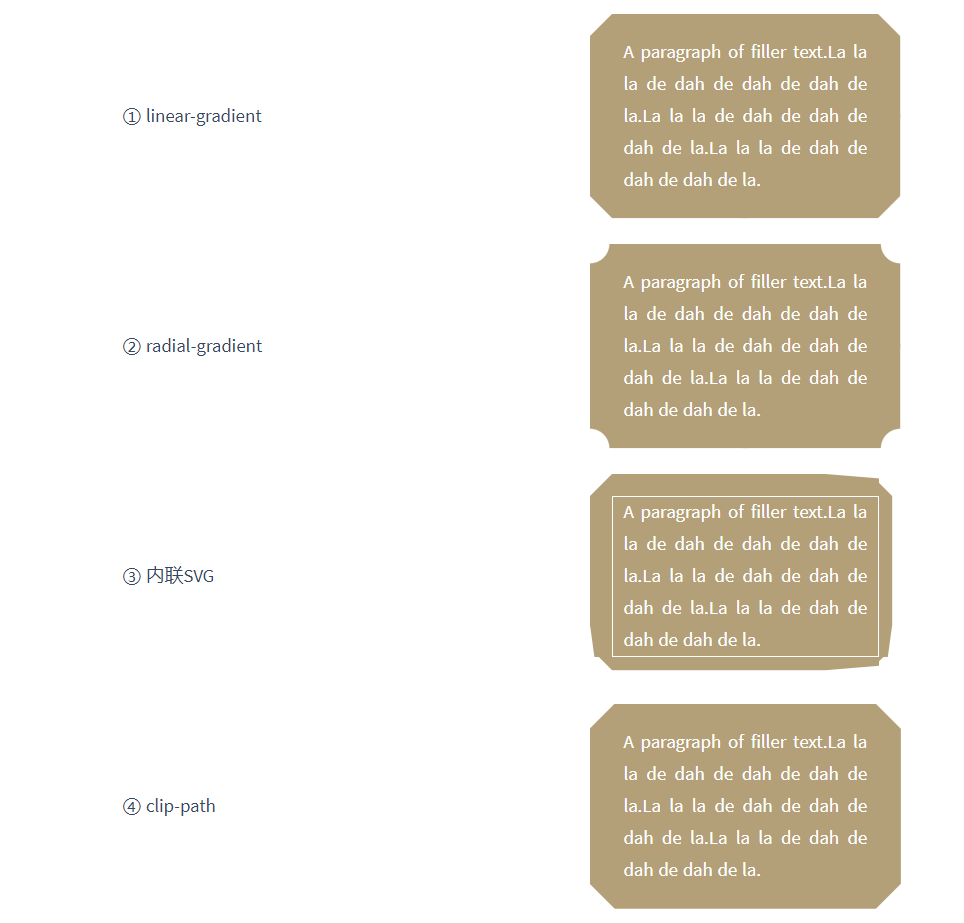 A paragraph of filler text.La la
la de dah de dah de dah de
① linear-gradient
la.La la la de dah de dah de
dah de la.La la la de dah de
dah de dah de la.
A paragraph of filler text.La la
la de dah de dah de dah de
② radial-gradient
la.La la la de dah de dah de
dah de la.La la la de dah de
dah de dah de la.
A paragraph of filler text.La la
la de dah de dah de dah de
③ 内联SVG
la.La la la de dah de dah de
dah de la.La la la de dah de
dah de dah de la.
A paragraph of filler text.La la
la de dah de dah de dah de
④ clip-path
la.La la la de dah de dah de
dah de la.La la la de dah de
dah de dah de la.